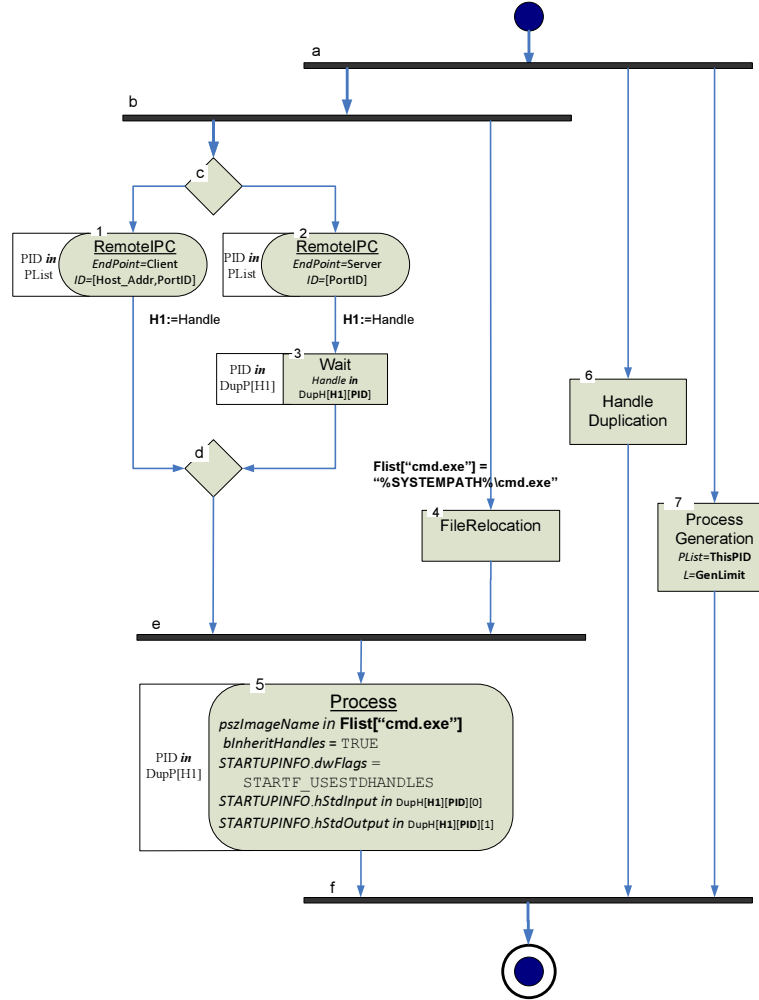 a
b
c
1
RemoteIPC
EndPoint=Client
ID=[Host_Addr,PortID]
PID in
PList
2
RemoteIPC
EndPoint=Server
ID=[PortID]
PID in
PList
H1:=Handle
H1:=Handle
3
Wait
Handle in
DupH[H1][PID]
PID in
DupP[H1]
6
Handle
Duplication
d
Flist["cmd.exe"] =
"%SYSTEMPATH%\cmd.exe"
4
FileRelocation
7
Process
Generation
PList=ThisPID
L=GenLimit
e
5
Process
pszImageName in Flist["cmd.exe"]
bInheritHandles = TRUE
STARTUPINFO.dwFlags =
STARTF_USESTDHANDLES
STARTUPINFO.hStdInput in DupH[H1][PID][0]
STARTUPINFO.hStdOutput in DupH[H1][PID][1]
PID in
DupP[H1]
f